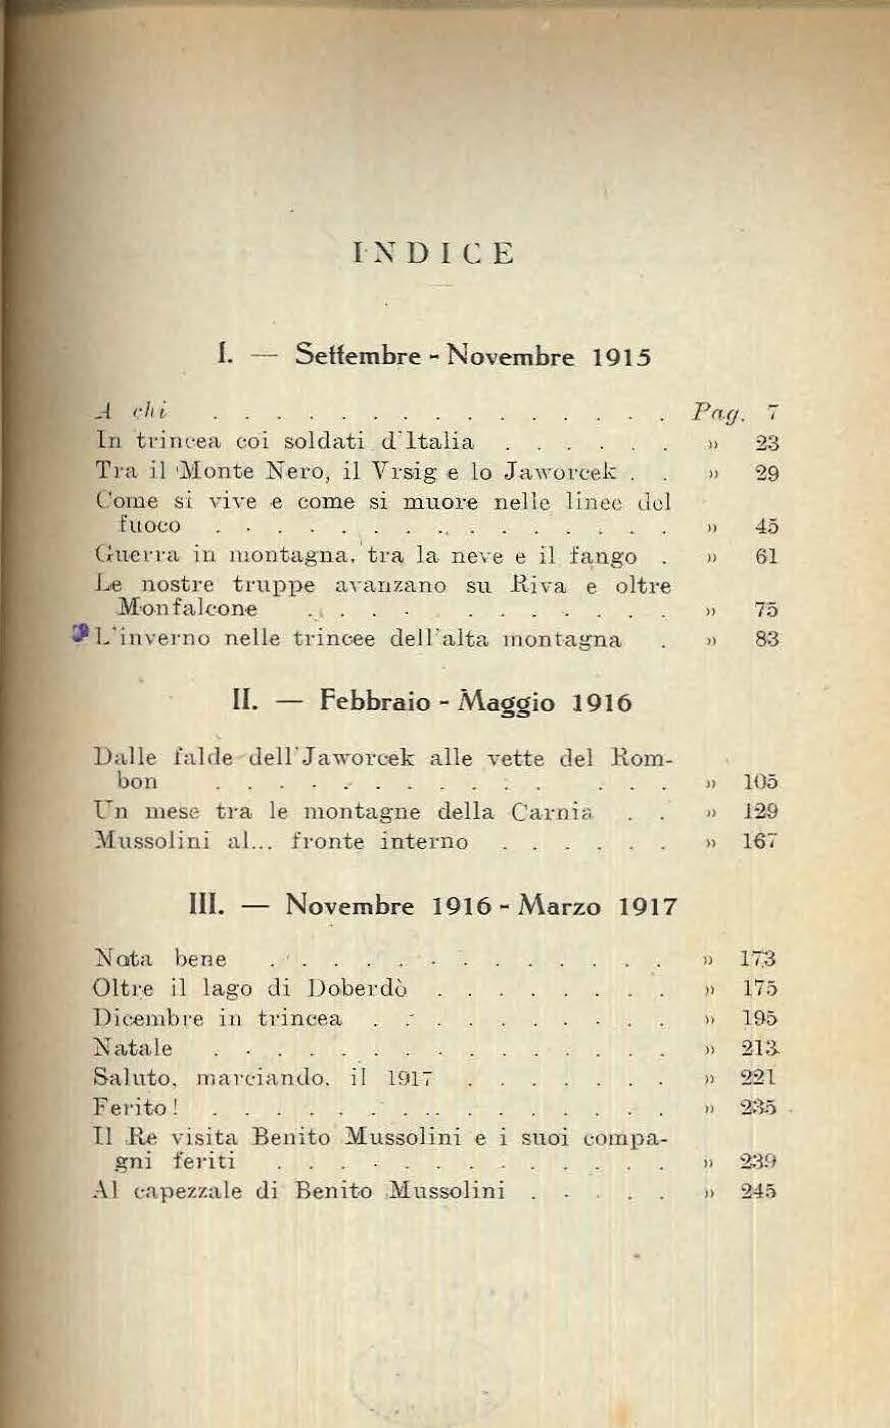 INDICE
I. — Settembre - Novembre 1915
A chi . . . . . . . . . . . . . . . Pag. 7
In trincea coi soldati d'Italia . . . . . . » 23
Tra il Monte Nero, il Vrsig e lo Jaworcek . . » 29
Come si vive e come si muore nelle linee del
fuoco . . . . . . . . . . . . . . . » 45
Guerra in montagna, tra la neve e il fango . » 61
Le nostre truppe avanzano su Riva e oltre
Monfalcone . . . . . . . . . . . » 75
L'inverno nelle trincee dell'alta montagna . » 83
II. — Febbraio - Maggio 1916
Dalle falde dell'Jaworcek alle vette del Rom-
bon . . . . . . . . . . . . . . » 105
Un mese tra le montagne della Carnia . . » 129
Mussolini al... fronte interno . . . . . . » 167
III. — Novembre 1916 - Marzo 1917
Nota bene . . . . . . . . . . . . . » 173
Oltre il lago di Doberdò . . . . . . . . » 175
Dicembre in trincea . . . . . . . . . . » 195
Natale . . . . . . . . . . . . . . . » 213
Saluto, marciando, il 1917 . . . . . . . » 221
Ferito! . . . . . . . . . . . . . . . » 235
Il Re visita Benito Mussolini e i suoi compa-
gni feriti . . . . . . . . . . . . . » 239
Al capezzale di Benito Mussolini . . . . . » 245